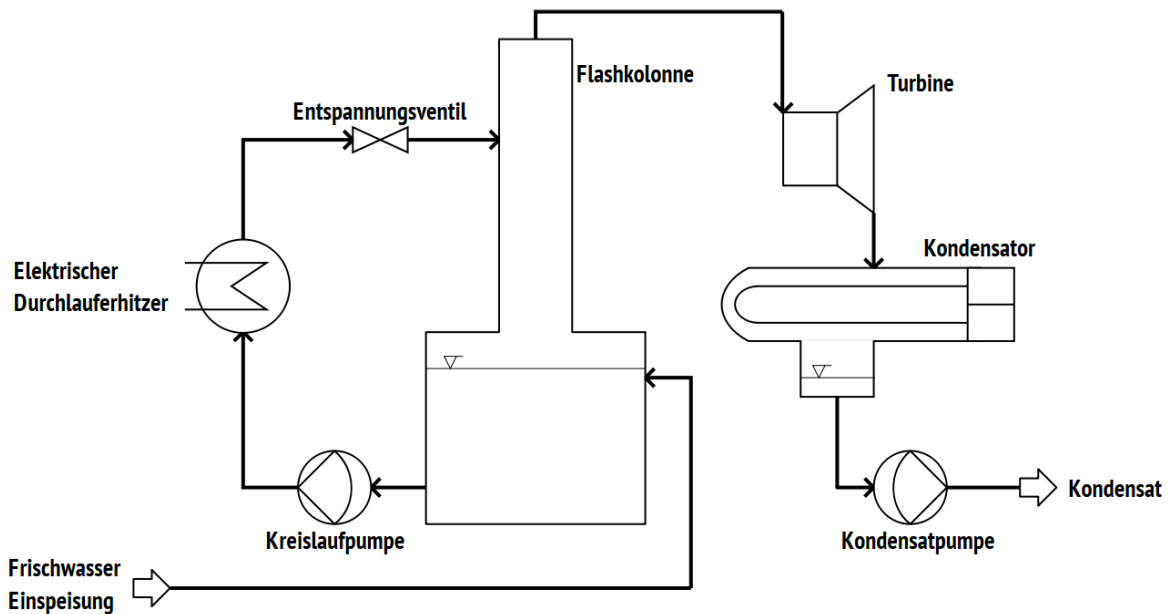 Flashkolonne
Turbine
Entspannungsventil
Kondensator
Elektrischer
Durchlauferhitzer
Kreislaufpumpe
Kondensatpumpe
Kondensat
Frischwasser
Einspeisung